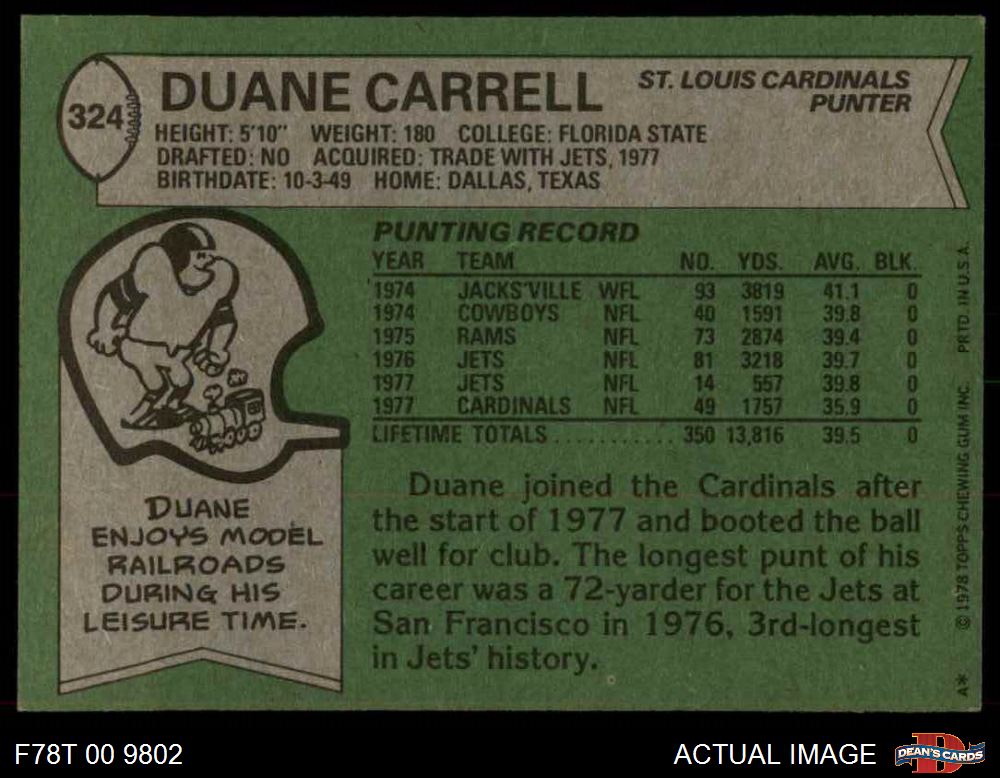 324
DUANE CARRELL
ST. LOUIS CARDINALS
PUNTER
HEIGHT: 5'10" WEIGHT: 180 COLLEGE: FLORIDA STATE
DRAFTED: NO ACQUIRED: TRADE WITH JETS, 1977
BIRTHDATE: 10-3-49 HOME: DALLAS, TEXAS
PUNTING RECORD
YEAR TEAM NO. YDS. AVG. BLK.
1974 JACKS'VILLE WFL 93 3819 41.1 0
1974 COWBOYS NFL 40 1591 39.8 0
1975 RAMS NFL 73 2874 39.4 0
1976 JETS NFL 81 3218 39.7 0
1977 JETS NFL 14 557 39.8 0
1977 CARDINALS NFL 49 1757 35.9 0
LIFETIME TOTALS ........... 350 13,816 39.5 0
DUANE
ENJOYS MODEL
RAILROADS
DURING HIS
LEISURE TIME.
Duane joined the Cardinals after
the start of 1977 and booted the ball
well for club. The longest punt of his
career was a 72-yarder for the Jets at
San Francisco in 1976, 3rd-longest
in Jets' history.
A* © 1978 TOPPS CHEWING GUM INC. PRTD. IN U.S.A.
F78T 00 9802
ACTUAL IMAGE
DEAN'S CARDS